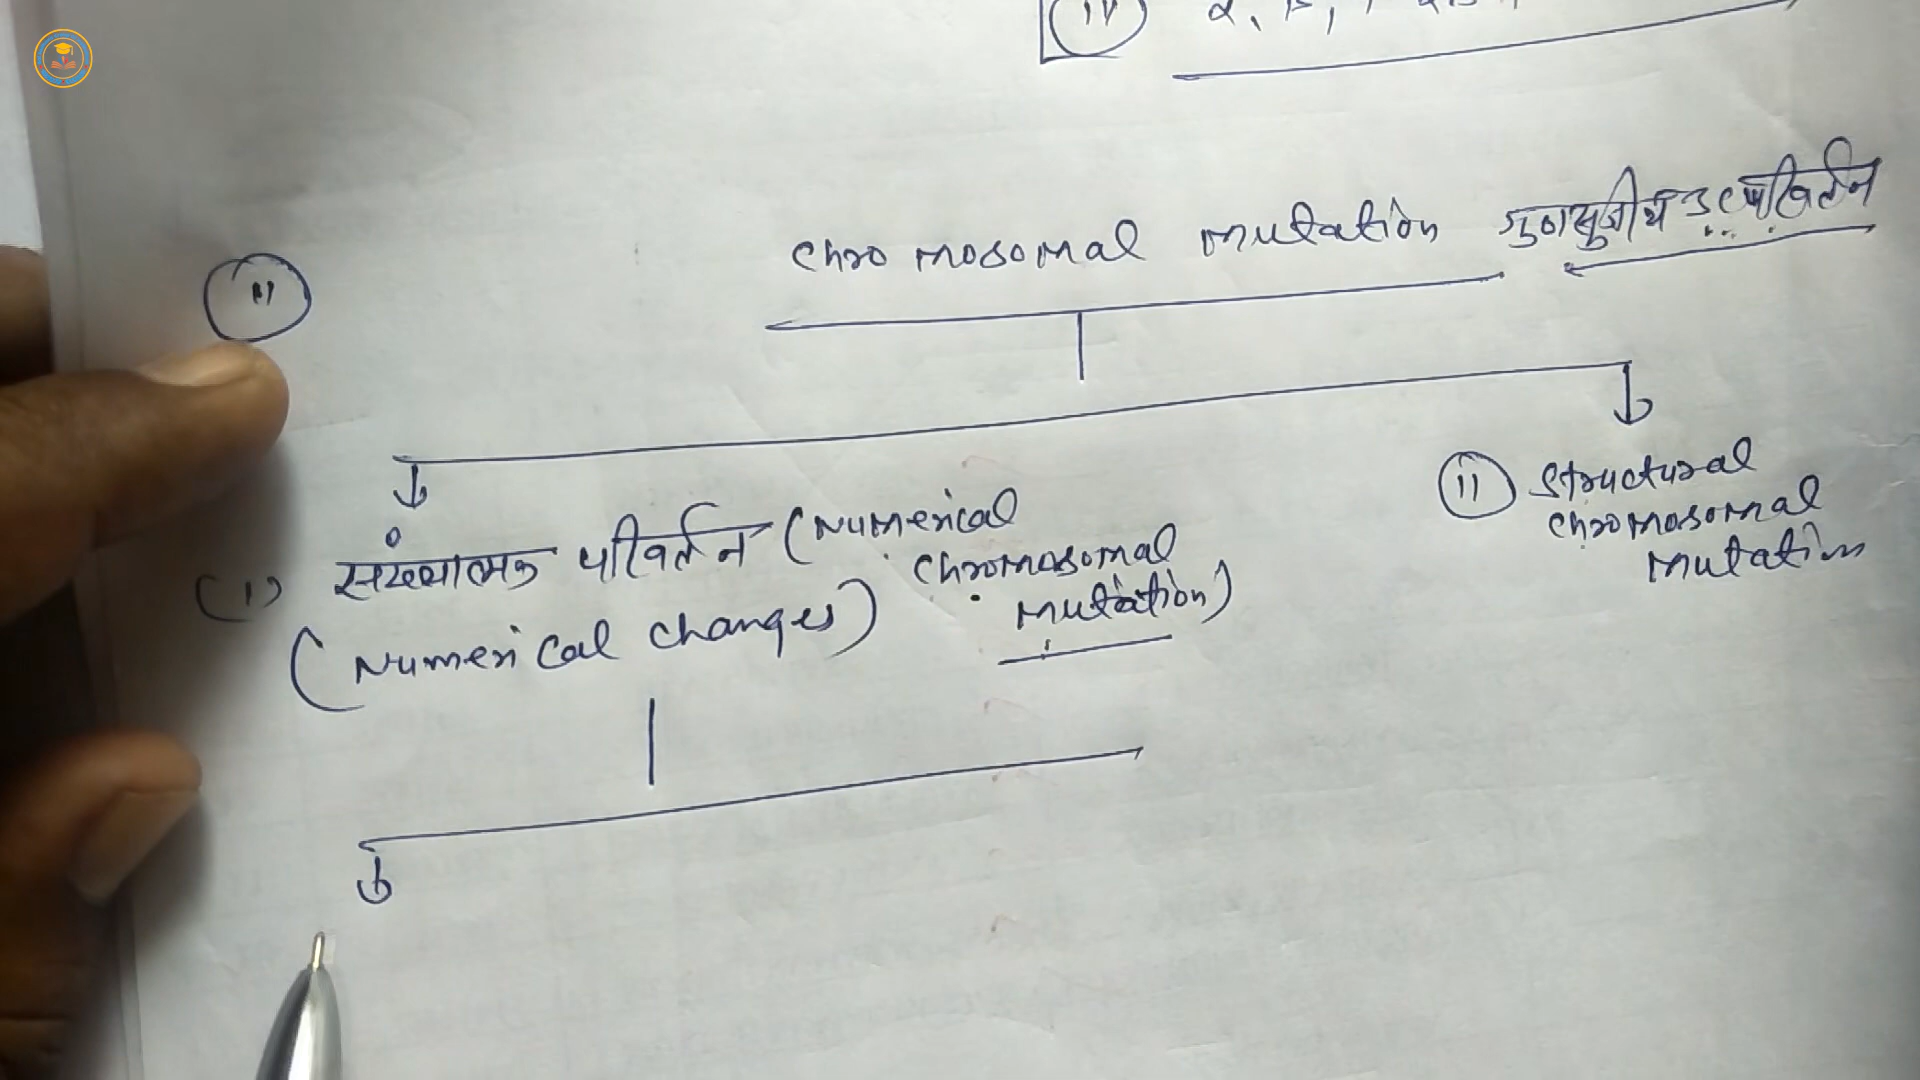 (IV)
chromosomal mutation गुणसुत्रीय उत्परिवर्तन
(II)
(I) संख्यात्मक परिवर्तन (Numerical chromosomal mutation)
(Numerical changes)
(II) Structural
chromosomal
mutation